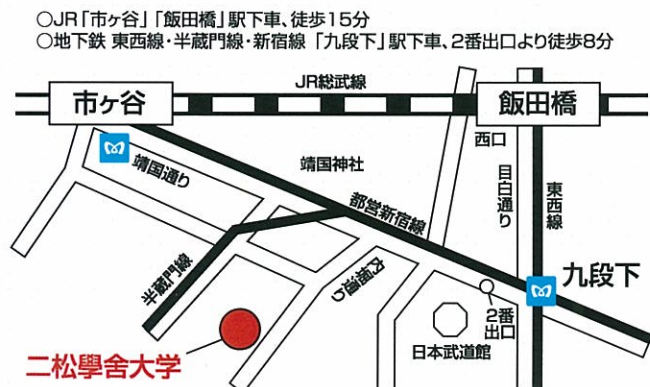 ○JR「市ヶ谷」「飯田橋」駅下車、徒歩15分
○地下鉄 東西線・半蔵門線・新宿線 「九段下」駅下車、2番出口より徒歩8分
JR総武線
市ヶ谷
飯田橋
西口
靖国神社
靖国通り
目白通り
東西線
都営新宿線
半蔵門線
内堀通り
九段下
2番
出口
日本武道館
二松學舍大学